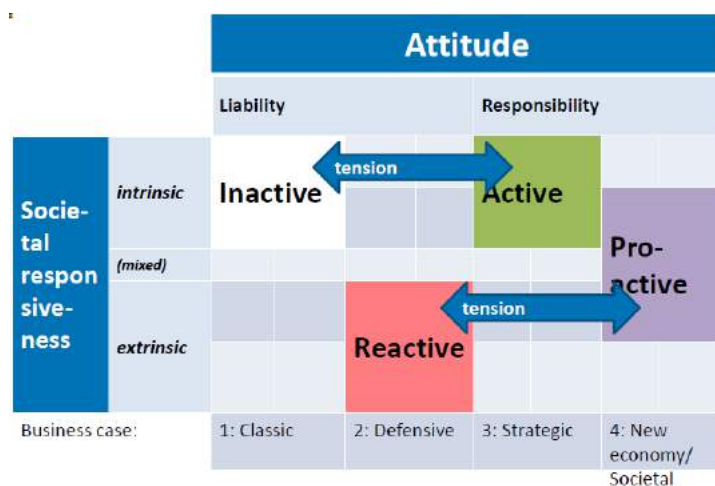 Attitude
Liability
Responsibility
Socie-
tal
respon
sive-
ness
intrinsic
Inactive
tension
Active
(mixed)
Pro-
active
extrinsic
Reactive
tension
Business case:
1: Classic
2: Defensive
3: Strategic
4: New
economy/
Societal